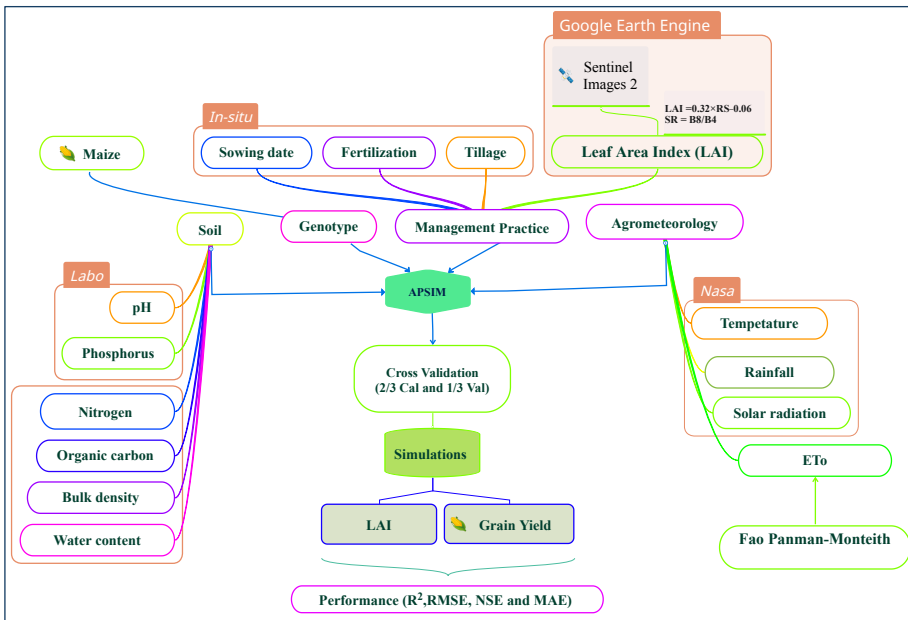 Google Earth Engine
Sentinel
Images 2
LAI =0.32×RS-0.06
SR = B8/B4
Leaf Area Index (LAI)
In-situ
Sowing date
Fertilization
Tillage
Maize
Soil
Genotype
Management Practice
Agrometeorology
Labo
pH
Phosphorus
Nitrogen
Organic carbon
Bulk density
Water content
APSIM
Cross Validation
(2/3 Cal and 1/3 Val)
Simulations
LAI
Grain Yield
Performance (R²,RMSE, NSE and MAE)
Nasa
Tempetature
Rainfall
Solar radiation
ETo
Fao Panman-Monteith